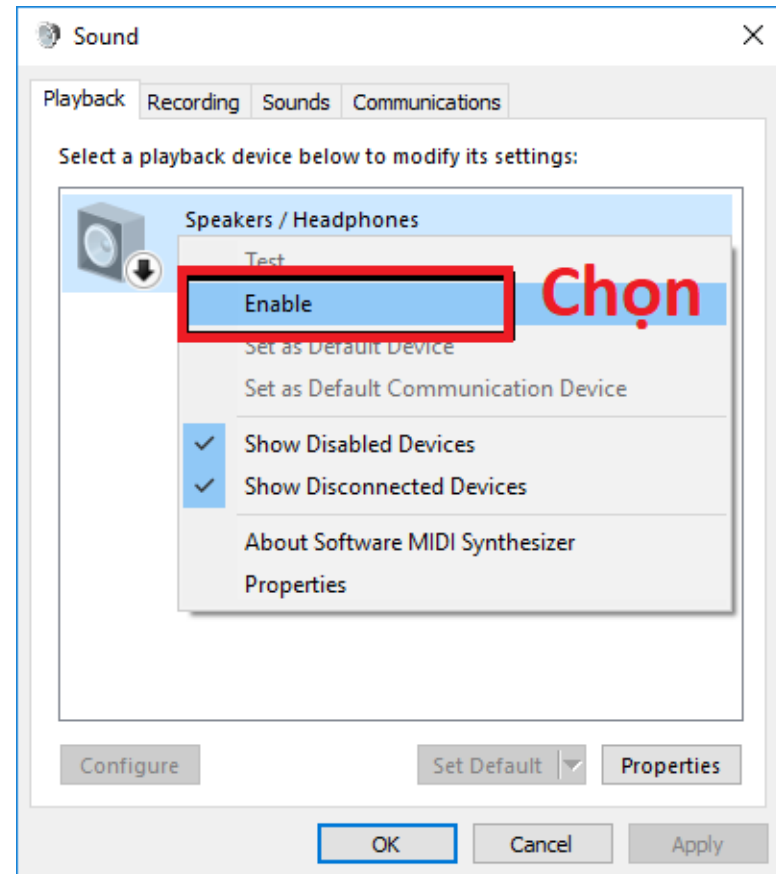 Sound
Playback Recording Sounds Communications
Select a playback device below to modify its settings:
Speakers / Headphones
Test
Enable Chọn
Set as Default Device
Set as Default Communication Device
Show Disabled Devices
Show Disconnected Devices
About Software MIDI Synthesizer
Properties
Configure Set Default Properties
OK Cancel Apply